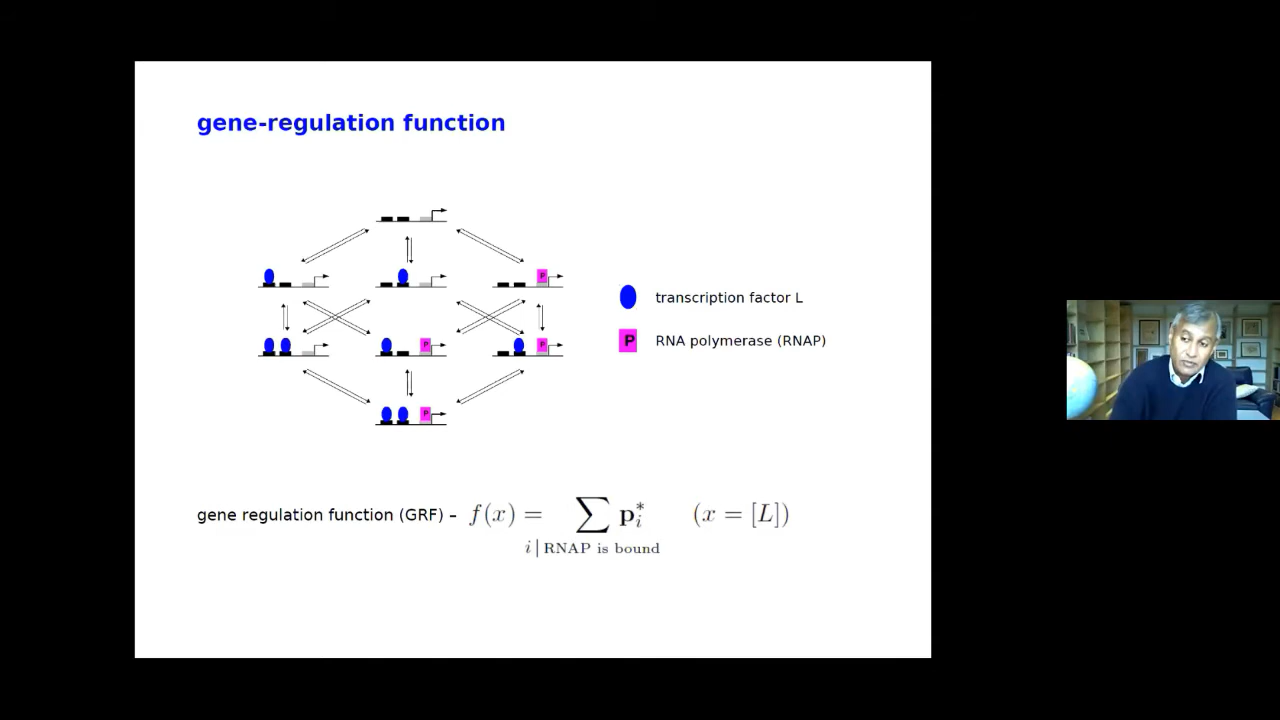 gene-regulation function
P
transcription factor L
P
P
P
RNA polymerase (RNAP)
P
gene regulation function (GRF) – f(x) = ∑ p*i (x = [L])
i | RNAP is bound